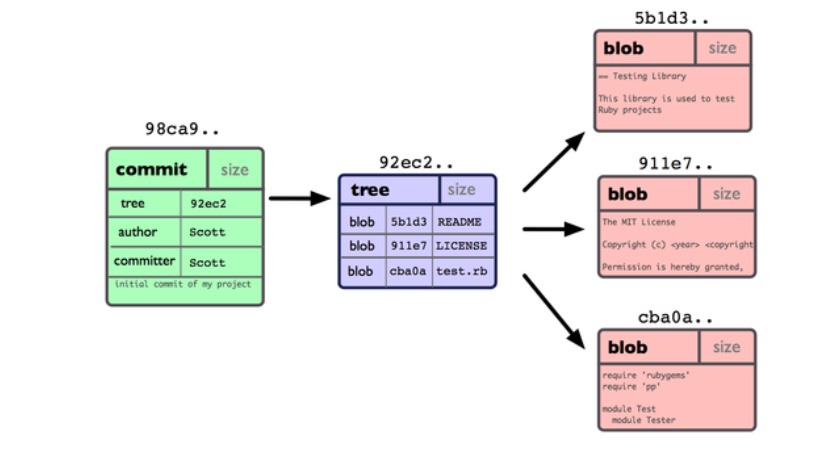 98ca9..
commit size
tree 92ec2
author Scott
committer Scott
initial commit of my project
92ec2..
tree size
blob 5b1d3 README
blob 911e7 LICENSE
blob cba0a test.rb
5b1d3..
blob size
== Testing Library
This library is used to test
Ruby projects
911e7..
blob size
The MIT License
Copyright (c) <year> <copyright
Permission is hereby granted,
cba0a..
blob size
require 'rubygems'
require 'pp'
module Test
module Tester